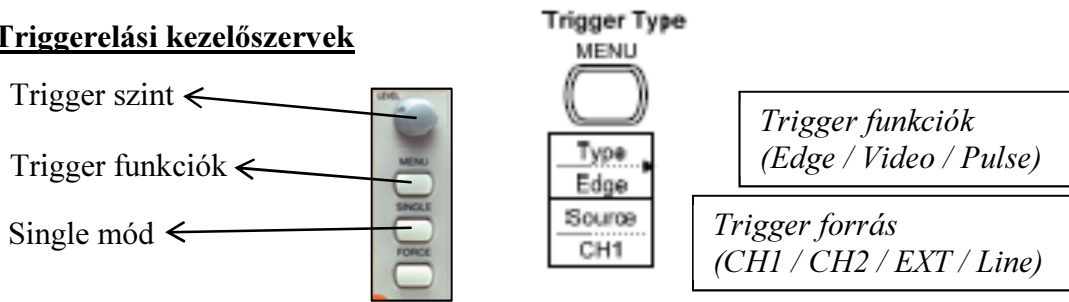 Triggerelási kezelőszervek
Trigger szint
Trigger funkciók
Single mód
LEVEL
MENU
SINGLE
FORCE
Trigger Type
MENU
Type
Edge
Source
CH1
Trigger funkciók
(Edge / Video / Pulse)
Trigger forrás
(CH1 / CH2 / EXT / Line)